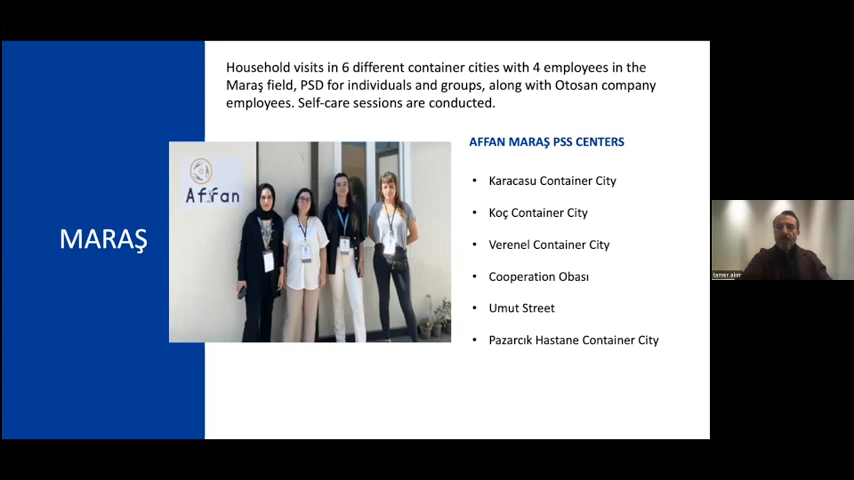 Household visits in 6 different container cities with 4 employees in the
Maraş field, PSD for individuals and groups, along with Otosan company
employees. Self-care sessions are conducted.
AFFAN MARAŞ PSS CENTERS
Affan
• Karacasu Container City
• Koç Container City
• Verenel Container City
• Cooperation Obası
• Umut Street
• Pazarcık Hastane Container City
MARAŞ
tamer aker